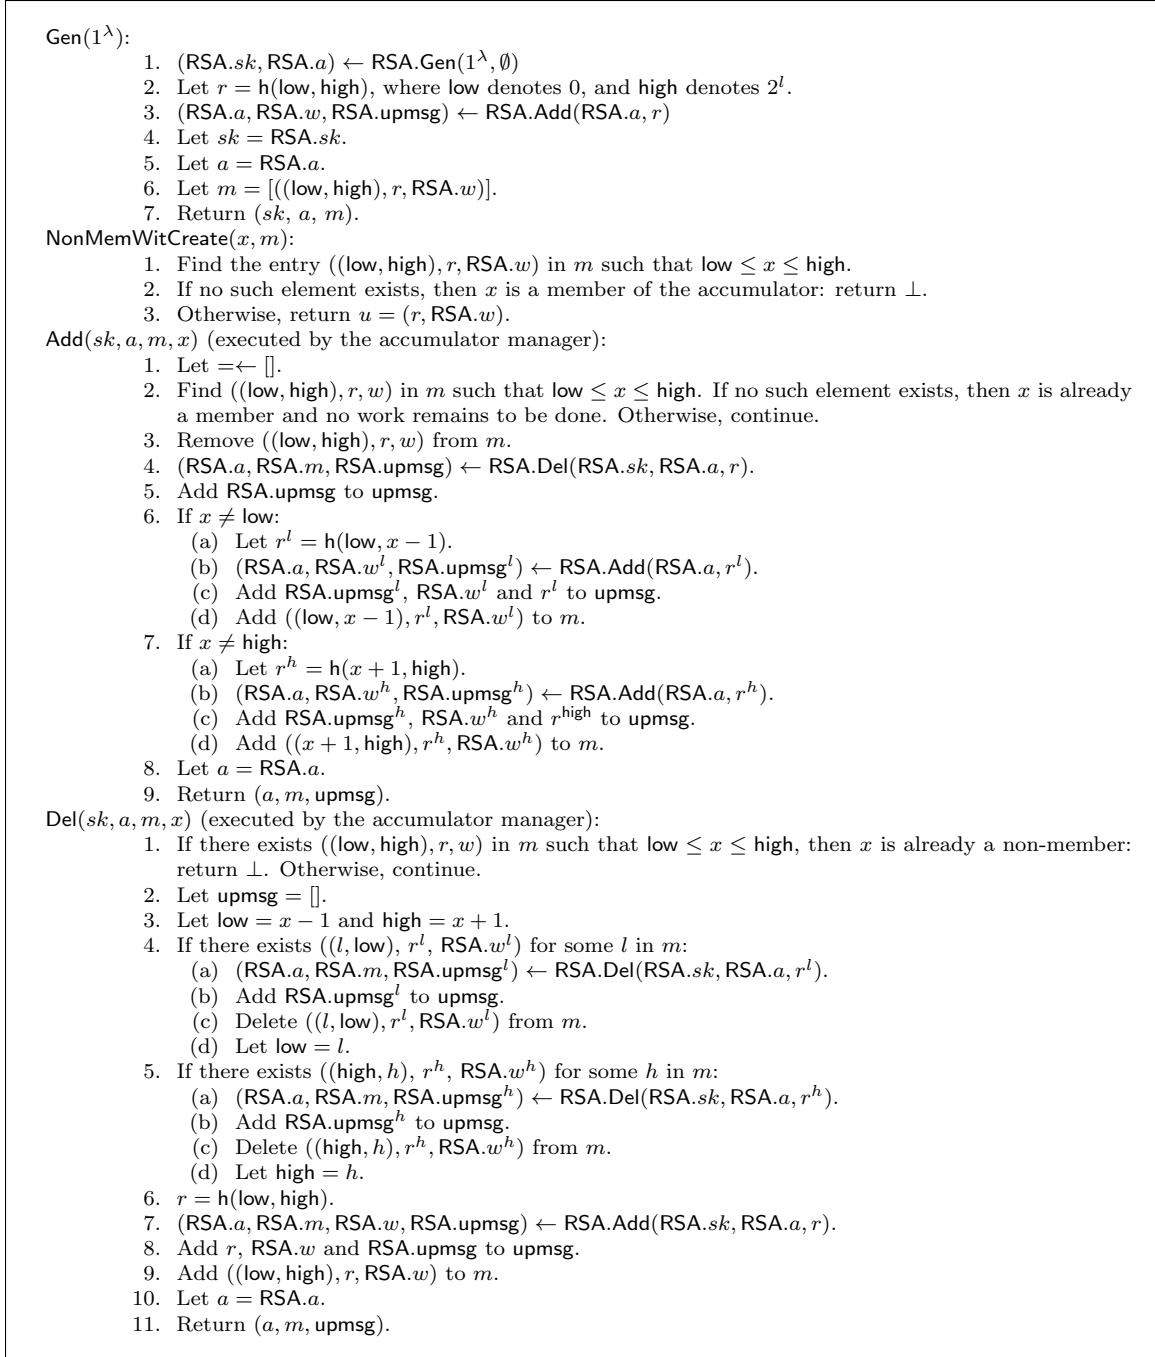 Gen(1^λ):
1. (RSA.sk, RSA.a) ← RSA.Gen(1^λ, ∅)
2. Let r = h(low, high), where low denotes 0, and high denotes 2^l.
3. (RSA.a, RSA.w, RSA.upmsg) ← RSA.Add(RSA.a, r)
4. Let sk = RSA.sk.
5. Let a = RSA.a.
6. Let m = [((low, high), r, RSA.w)].
7. Return (sk, a, m).
NonMemWitCreate(x, m):
1. Find the entry ((low, high), r, RSA.w) in m such that low ≤ x ≤ high.
2. If no such element exists, then x is a member of the accumulator: return ⊥.
3. Otherwise, return u = (r, RSA.w).
Add(sk, a, m, x) (executed by the accumulator manager):
1. Let =← [].
2. Find ((low, high), r, w) in m such that low ≤ x ≤ high. If no such element exists, then x is already
a member and no work remains to be done. Otherwise, continue.
3. Remove ((low, high), r, w) from m.
4. (RSA.a, RSA.m, RSA.upmsg) ← RSA.Del(RSA.sk, RSA.a, r).
5. Add RSA.upmsg to upmsg.
6. If x ≠ low:
(a) Let r^l = h(low, x − 1).
(b) (RSA.a, RSA.w^l, RSA.upmsg^l) ← RSA.Add(RSA.a, r^l).
(c) Add RSA.upmsg^l, RSA.w^l and r^l to upmsg.
(d) Add ((low, x − 1), r^l, RSA.w^l) to m.
7. If x ≠ high:
(a) Let r^h = h(x + 1, high).
(b) (RSA.a, RSA.w^h, RSA.upmsg^h) ← RSA.Add(RSA.a, r^h).
(c) Add RSA.upmsg^h, RSA.w^h and r^high to upmsg.
(d) Add ((x + 1, high), r^h, RSA.w^h) to m.
8. Let a = RSA.a.
9. Return (a, m, upmsg).
Del(sk, a, m, x) (executed by the accumulator manager):
1. If there exists ((low, high), r, w) in m such that low ≤ x ≤ high, then x is already a non-member:
return ⊥. Otherwise, continue.
2. Let upmsg = [].
3. Let low = x − 1 and high = x + 1.
4. If there exists ((l, low), r^l, RSA.w^l) for some l in m:
(a) (RSA.a, RSA.m, RSA.upmsg^l) ← RSA.Del(RSA.sk, RSA.a, r^l).
(b) Add RSA.upmsg^l to upmsg.
(c) Delete ((l, low), r^l, RSA.w^l) from m.
(d) Let low = l.
5. If there exists ((high, h), r^h, RSA.w^h) for some h in m:
(a) (RSA.a, RSA.m, RSA.upmsg^h) ← RSA.Del(RSA.sk, RSA.a, r^h).
(b) Add RSA.upmsg^h to upmsg.
(c) Delete ((high, h), r^h, RSA.w^h) from m.
(d) Let high = h.
6. r = h(low, high).
7. (RSA.a, RSA.m, RSA.w, RSA.upmsg) ← RSA.Add(RSA.sk, RSA.a, r).
8. Add r, RSA.w and RSA.upmsg to upmsg.
9. Add ((low, high), r, RSA.w) to m.
10. Let a = RSA.a.
11. Return (a, m, upmsg).